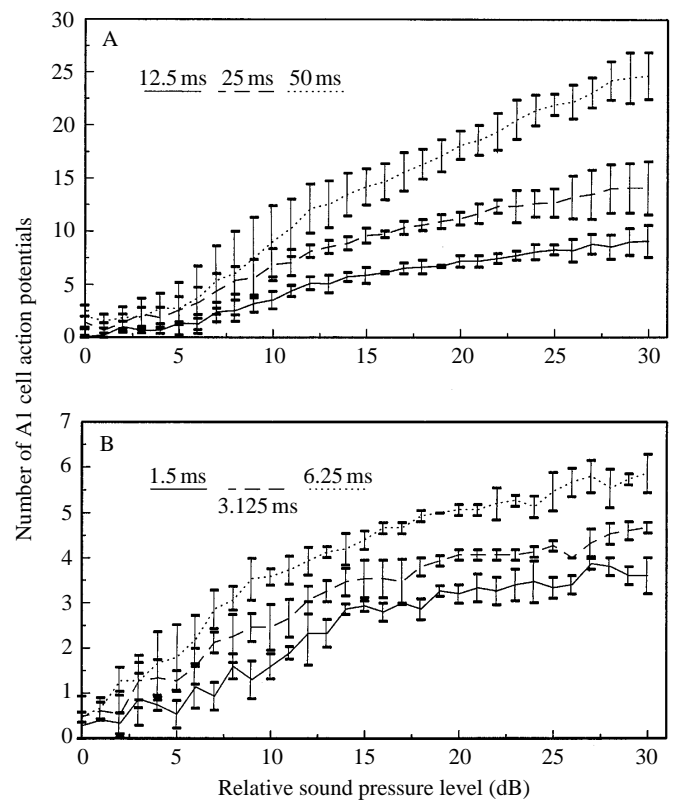 30
A
25
12.5 ms 25 ms 50 ms
20
15
10
5
0
0 5 10 15 20 25 30
Number of A1 cell action potentials
7
B
6
1.5 ms 6.25 ms
3.125 ms
5
4
3
2
1
0
0 5 10 15 20 25 30
Relative sound pressure level (dB)